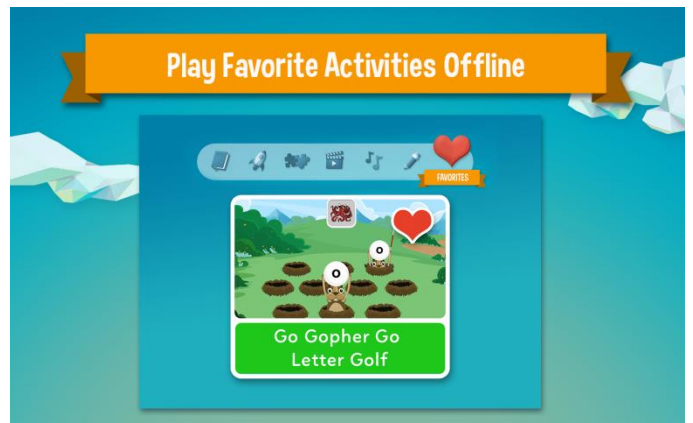 Play Favorite Activities Offline
FAVORITES
o
o
Go Gopher Go
Letter Golf